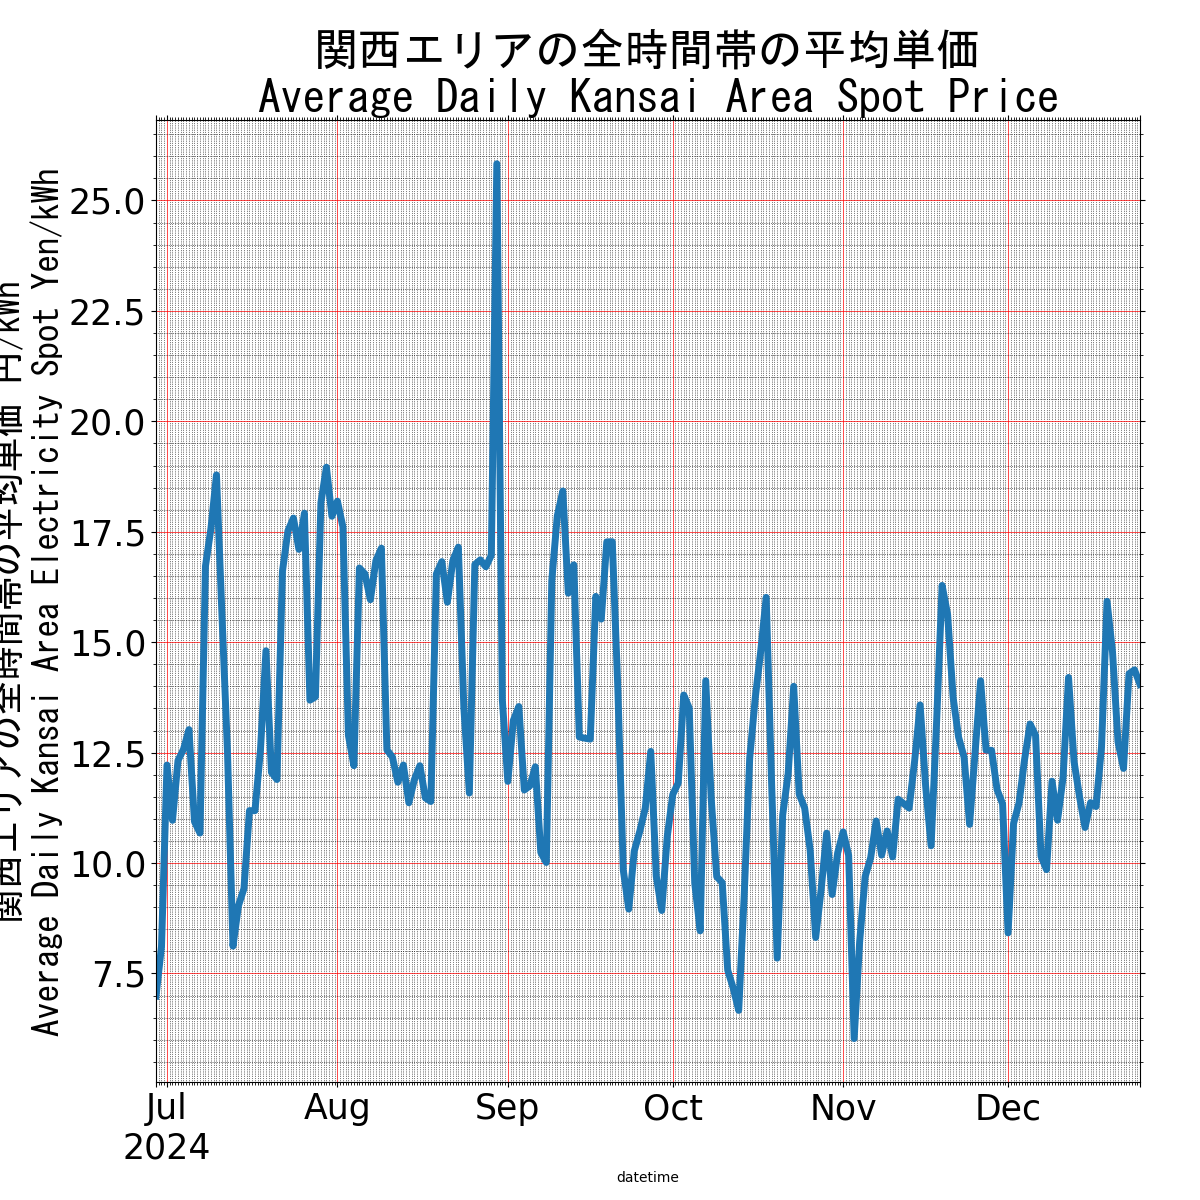 関西エリアの全時間帯の平均単価
Average Daily Kansai Area Spot Price
関西エリアの全時間帯の平均単価 円/kWh
Average Daily Kansai Area Electricity Spot Yen/kWh
25.0
22.5
20.0
17.5
15.0
12.5
10.0
7.5
Jul Aug Sep Oct Nov Dec
2024
datetime